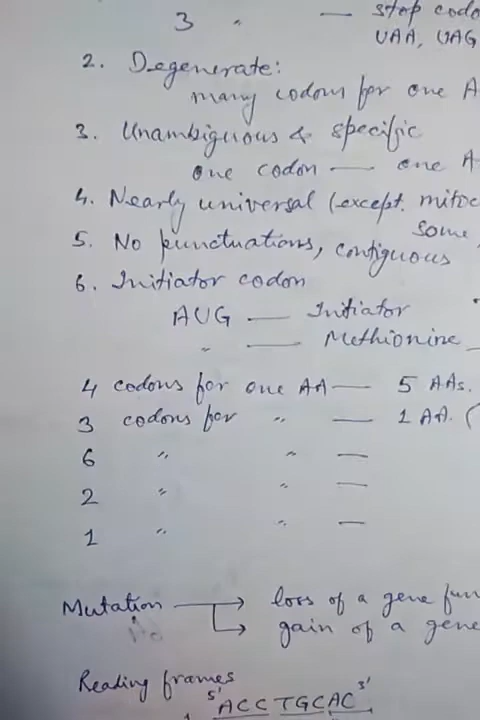 3 " — stop codo
UAA, UAG
2. Degenerate:
many codons for one A
3. Unambiguous & specific
one codon — one A
4. Nearly universal (except. mitoc
some
5. No punctuations, contiguous
6. Initiator codon
AUG — Initiator
" — Methionine —
4 codons for one AA — 5 AAs.
3 codons for " — 1 AA. (
6 " " —
2 " " —
1 " " —
Mutation → loss of a gene fun
→ gain of a gene
Reading frames
5' ACCTGCAC 3'
1